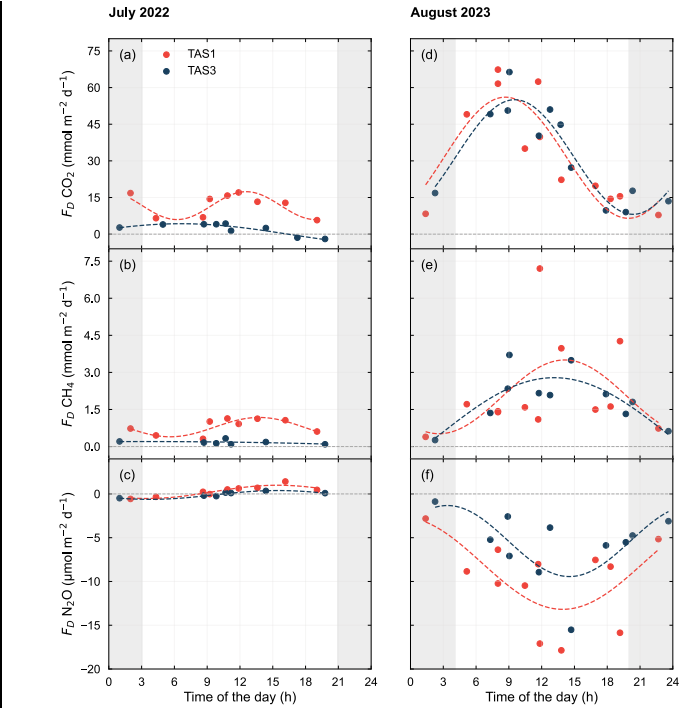 July 2022
August 2023
(a)
TAS1
TAS3
(d)
75
60
45
30
15
0
F_D CO₂ (mmol m⁻² d⁻¹)
(b)
(e)
7.5
6.0
4.5
3.0
1.5
0.0
F_D CH₄ (mmol m⁻² d⁻¹)
(c)
(f)
0
−5
−10
−15
−20
F_D N₂O (μmol m⁻² d⁻¹)
0 3 6 9 12 15 18 21 24
0 3 6 9 12 15 18 21 24
Time of the day (h)
Time of the day (h)